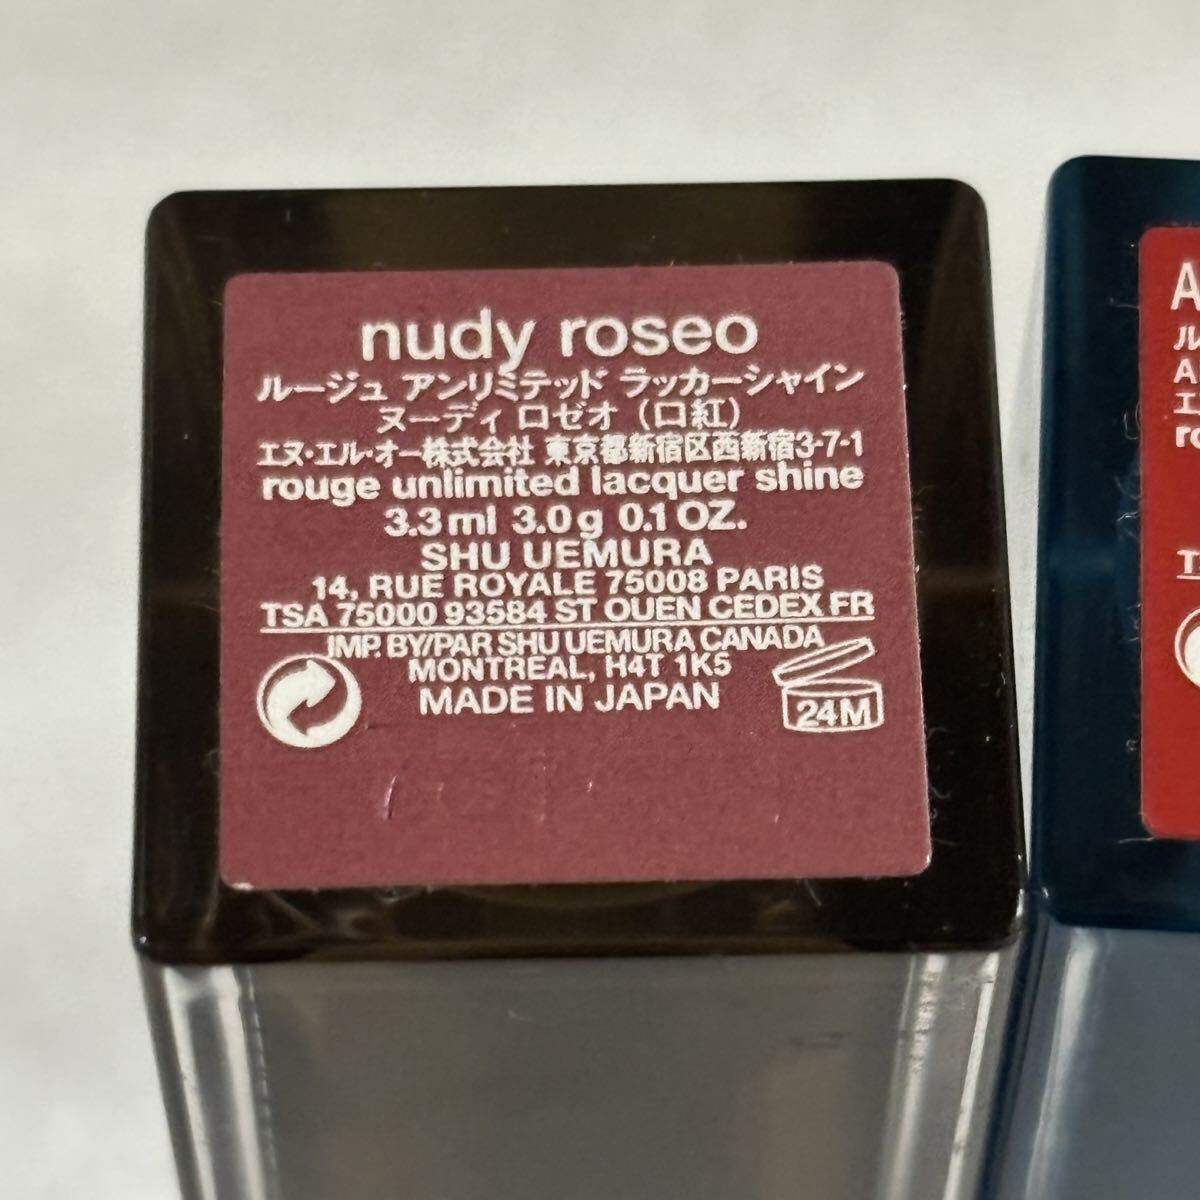 nudy roseo
ルージュ アンリミテッド ラッカーシャイン
ヌーディ ロゼオ（口紅）
エヌ・エル・オー株式会社 東京都新宿区西新宿3-7-1
rouge unlimited lacquer shine
3.3 ml 3.0 g 0.1 OZ.
SHU UEMURA
14, RUE ROYALE 75008 PARIS
TSA 75000 93584 ST OUEN CEDEX FR
IMP. BY/PAR SHU UEMURA CANADA
MONTREAL, H4T 1K5
MADE IN JAPAN
24M